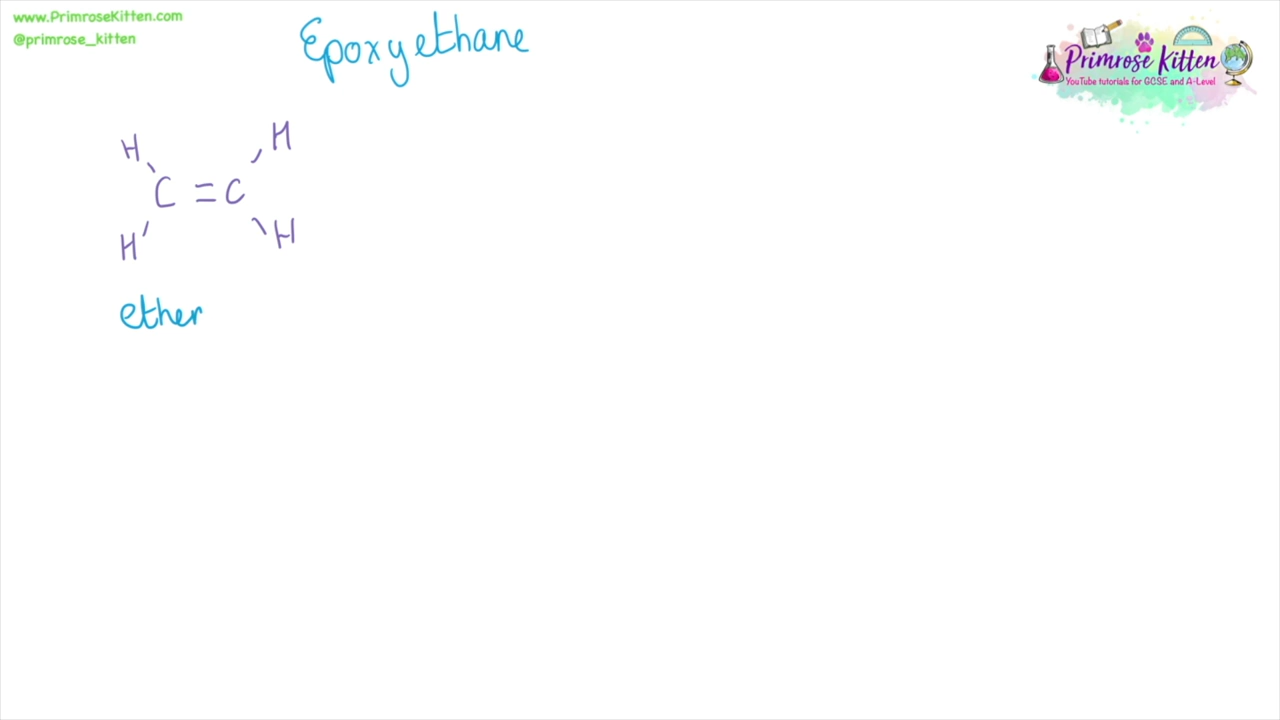 www.PrimroseKitten.com
@primrose_kitten
Epoxyethane
Primrose Kitten
YouTube tutorials for GCSE and A-Level
H H
C = C
H H
ether